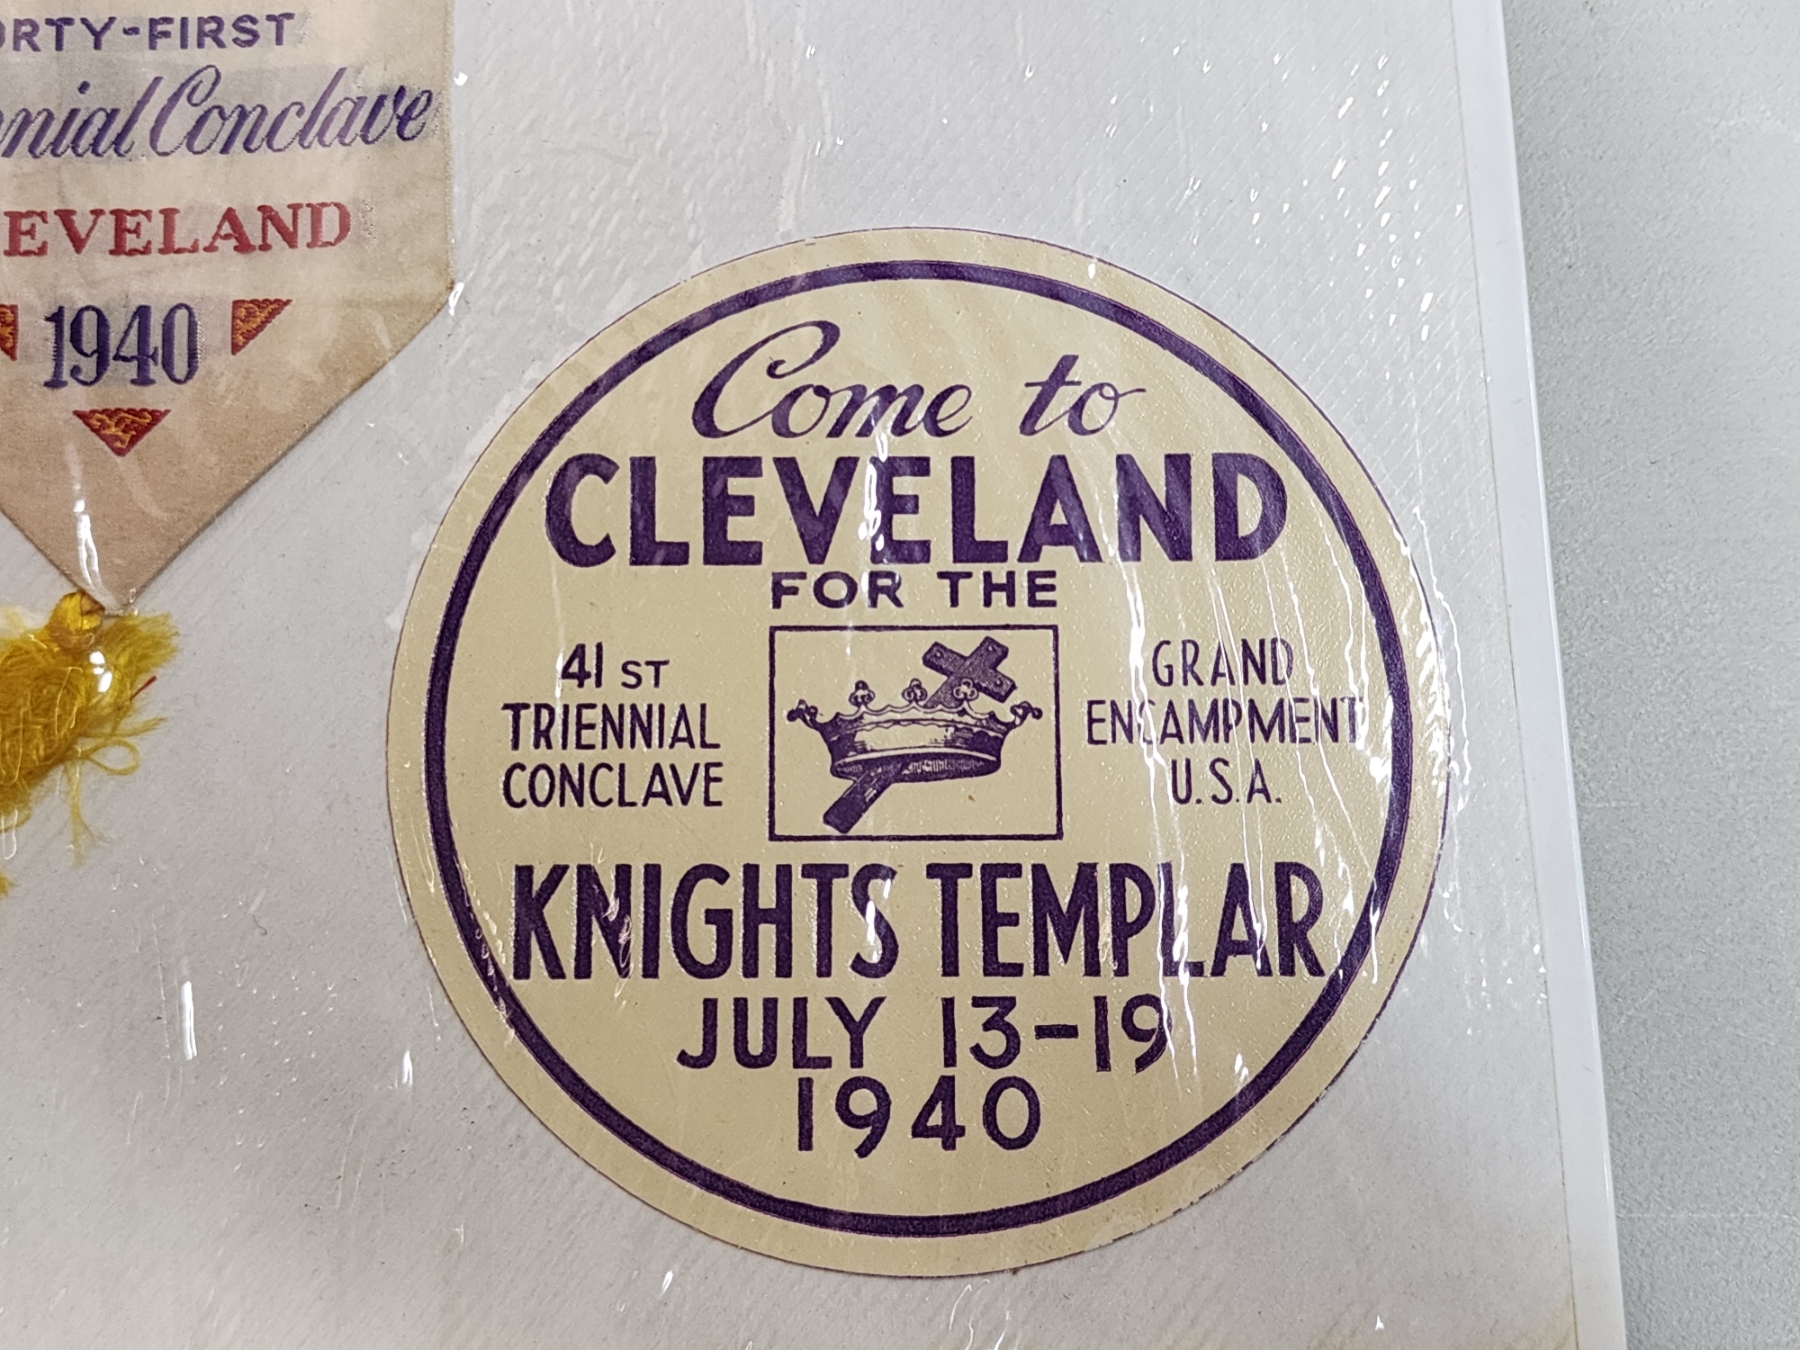 ORTY-FIRST
nnial Conclave
EVELAND
1940
Come to
CLEVELAND
FOR THE
41 ST
TRIENNIAL
CONCLAVE
GRAND
ENCAMPMENT
U.S.A.
KNIGHTS TEMPLAR
JULY 13-19
1940